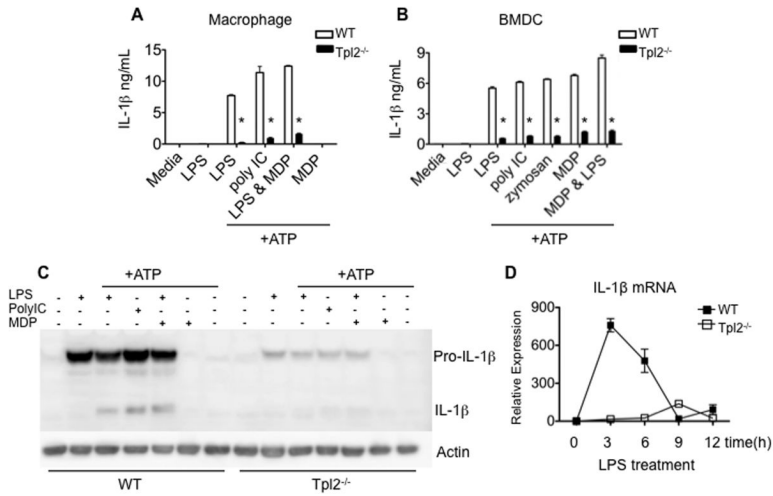 A
Macrophage
WT
Tpl2-/-
IL-1β ng/mL
15
10
5
0
*
*
*
Media
LPS
LPS
poly IC
LPS & MDP
MDP
+ATP
B
BMDC
WT
Tpl2-/-
IL-1β ng/mL
9
6
3
0
*
*
*
*
*
Media
LPS
LPS
poly IC
zymosan
MDP
MDP & LPS
+ATP
C
+ATP
+ATP
LPS - + + - + - - - + + - + - -
PolyIC - - - + - - - - - - + - - -
MDP - - - - + + - - - - - + + -
Pro-IL-1β
IL-1β
Actin
WT
Tpl2-/-
D
IL-1β mRNA
WT
Tpl2-/-
Relative Expression
900
600
300
0
0 3 6 9 12 time(h)
LPS treatment